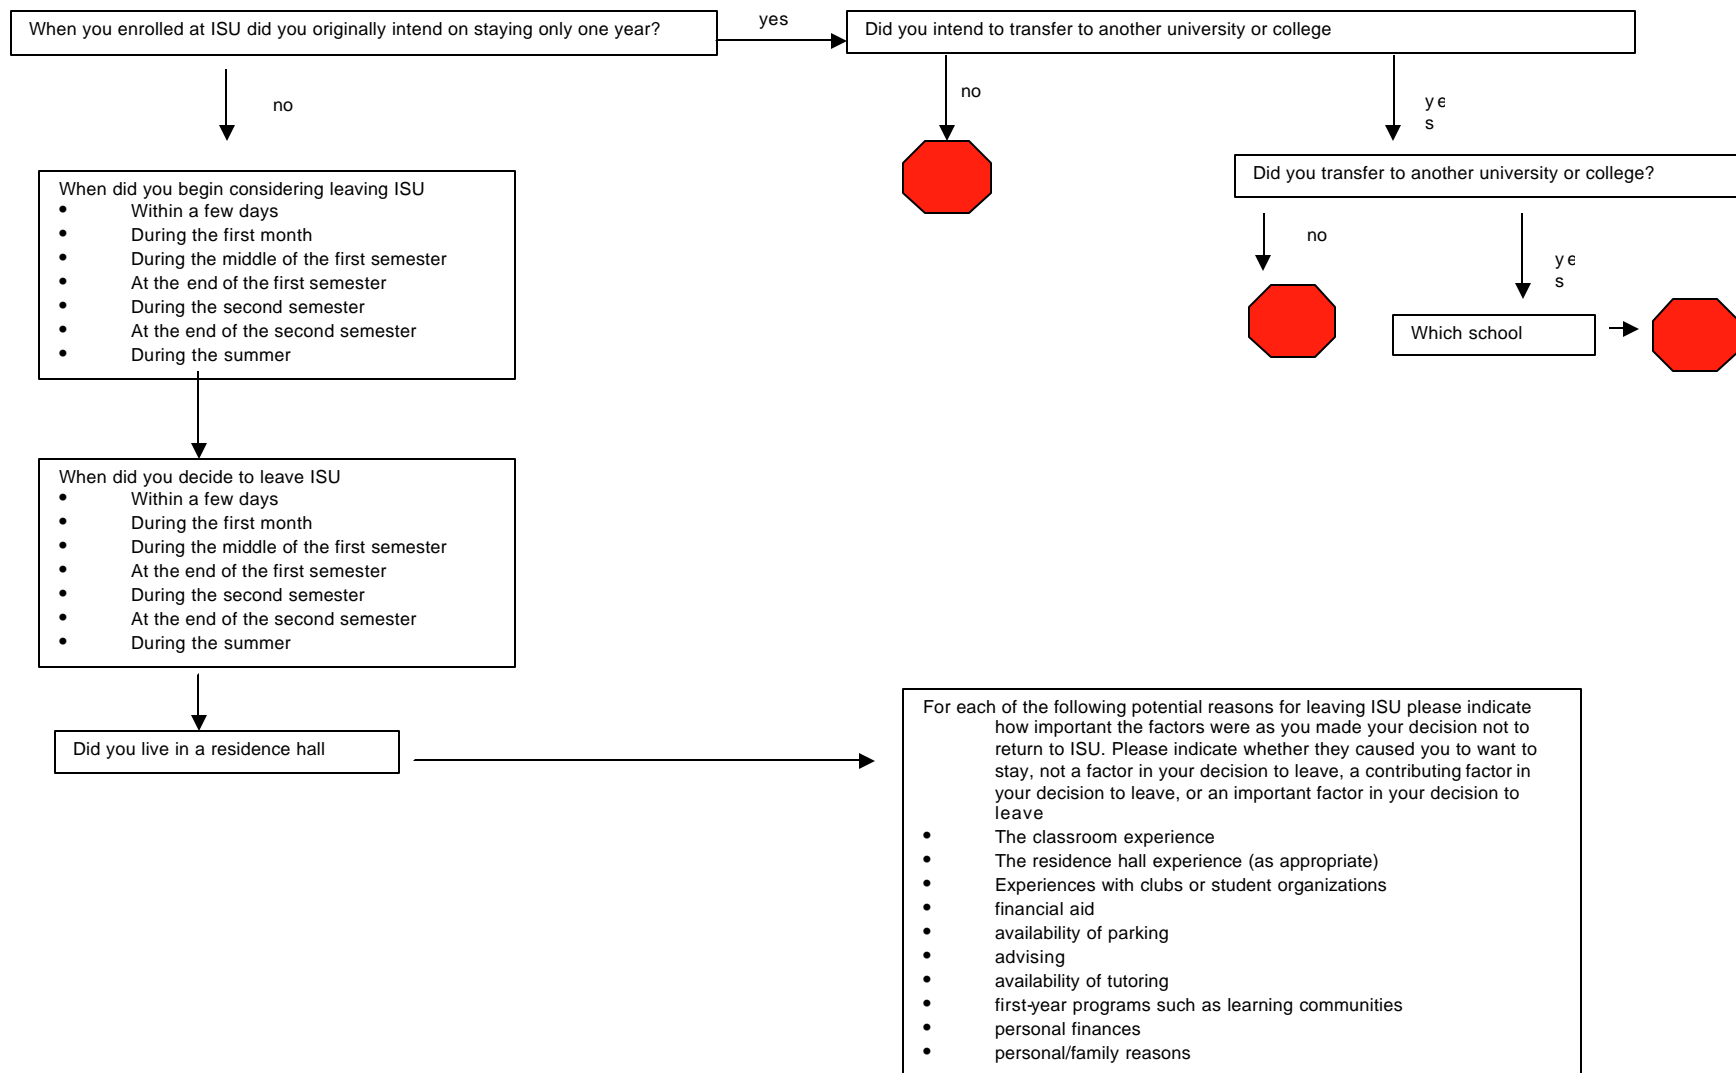 When you enrolled at ISU did you originally intend on staying only one year?
yes
Did you intend to transfer to another university or college
no
no
yes
Did you transfer to another university or college?
no
yes
Which school
When did you begin considering leaving ISU
• Within a few days
• During the first month
• During the middle of the first semester
• At the end of the first semester
• During the second semester
• At the end of the second semester
• During the summer
When did you decide to leave ISU
• Within a few days
• During the first month
• During the middle of the first semester
• At the end of the first semester
• During the second semester
• At the end of the second semester
• During the summer
Did you live in a residence hall
For each of the following potential reasons for leaving ISU please indicate
how important the factors were as you made your decision not to
return to ISU. Please indicate whether they caused you to want to
stay, not a factor in your decision to leave, a contributing factor in
your decision to leave, or an important factor in your decision to
leave
• The classroom experience
• The residence hall experience (as appropriate)
• Experiences with clubs or student organizations
• financial aid
• availability of parking
• advising
• availability of tutoring
• first-year programs such as learning communities
• personal finances
• personal/family reasons